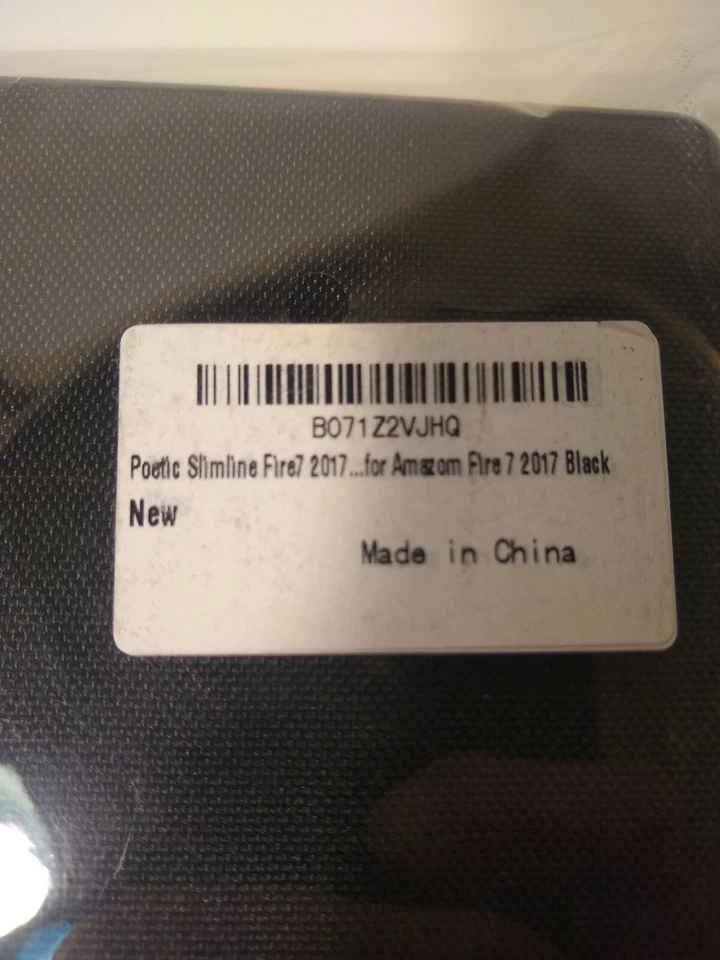 B071Z2VJHQ
Poetic Slimline Fire7 2017...for Amazom Fire 7 2017 Black
New
Made in China